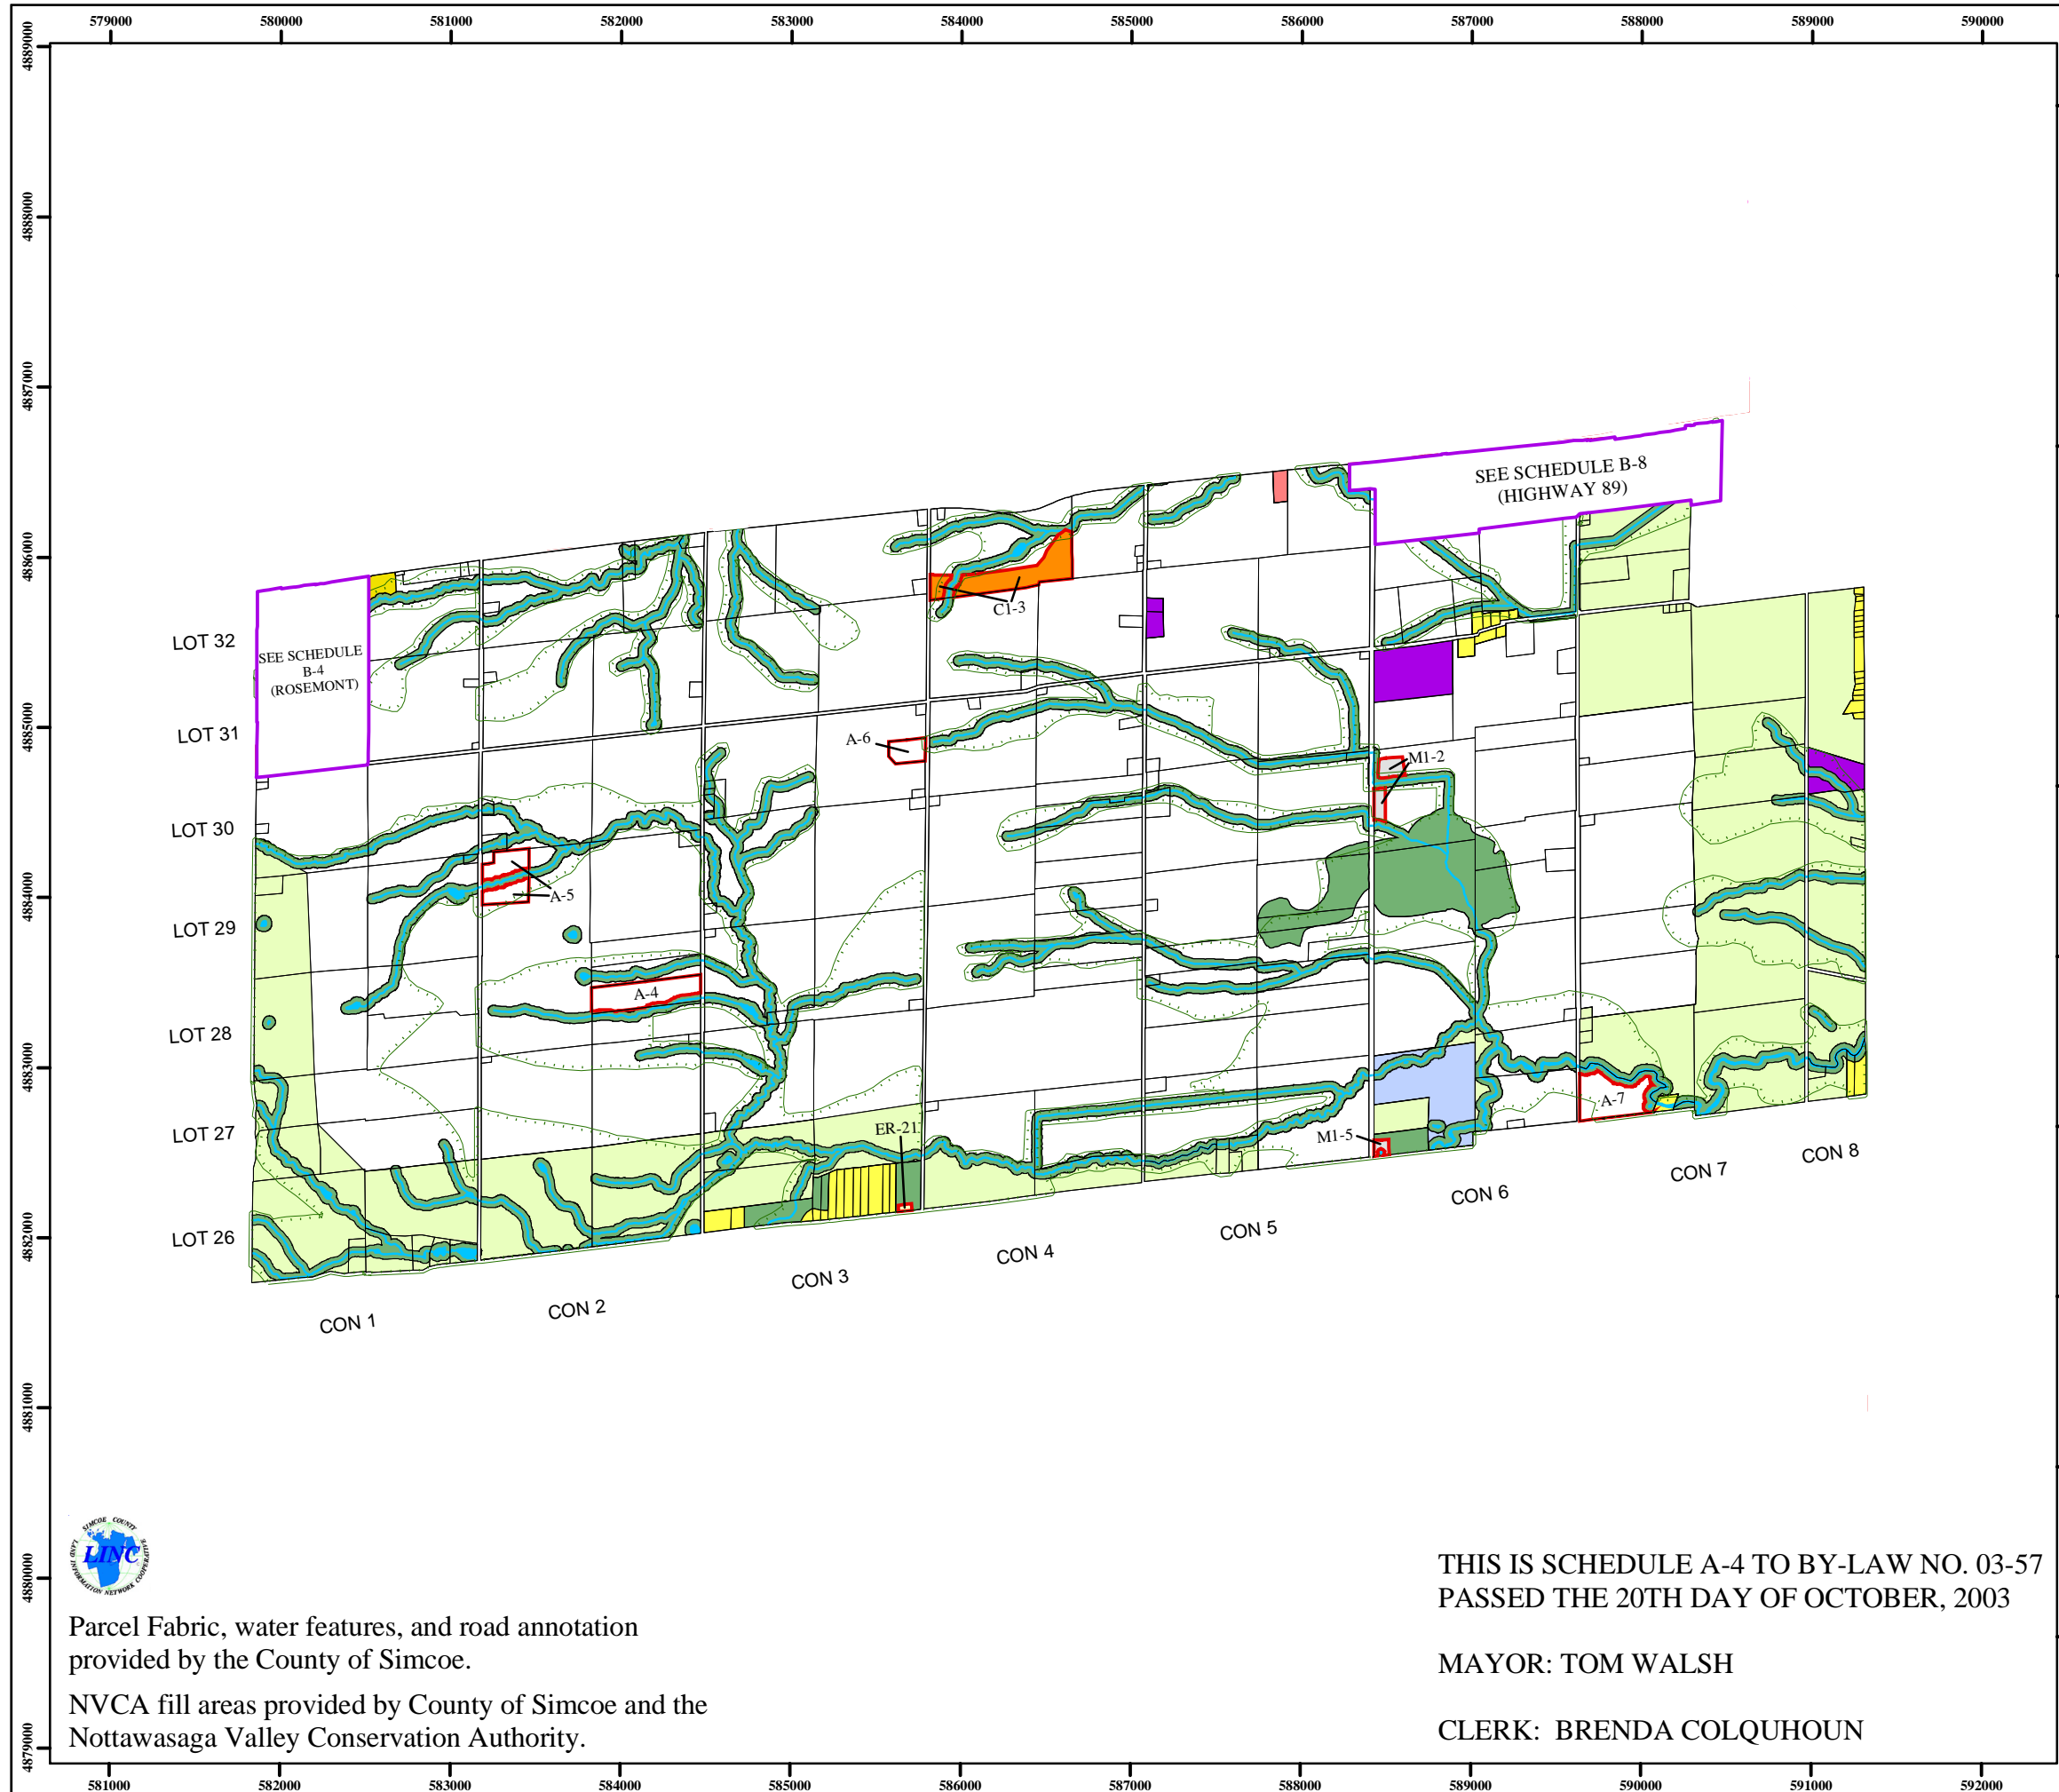 579000 580000 581000 582000 583000 584000 585000 586000 587000 588000 589000 590000
4889000
4888000
4887000
4886000
4885000
4884000
4883000
4882000
4881000
4880000
4879000
SEE SCHEDULE B-8
(HIGHWAY 89)
C1-3
LOT 32
SEE SCHEDULE
B-4
(ROSEMONT)
LOT 31
A-6
M1-2
LOT 30
A-5
LOT 29
A-4
LOT 28
A-7
LOT 27
ER-21
M1-5
LOT 26
CON 1
CON 2
CON 3
CON 4
CON 5
CON 6
CON 7
CON 8
SIMCOE COUNTY
LINC
LAND INFORMATION NETWORK COOPERATIVE
Parcel Fabric, water features, and road annotation
provided by the County of Simcoe.
NVCA fill areas provided by County of Simcoe and the
Nottawasaga Valley Conservation Authority.
THIS IS SCHEDULE A-4 TO BY-LAW NO. 03-57
PASSED THE 20TH DAY OF OCTOBER, 2003
MAYOR: TOM WALSH
CLERK: BRENDA COLQUHOUN
581000 582000 583000 584000 585000 586000 587000 588000 589000 590000 591000 592000